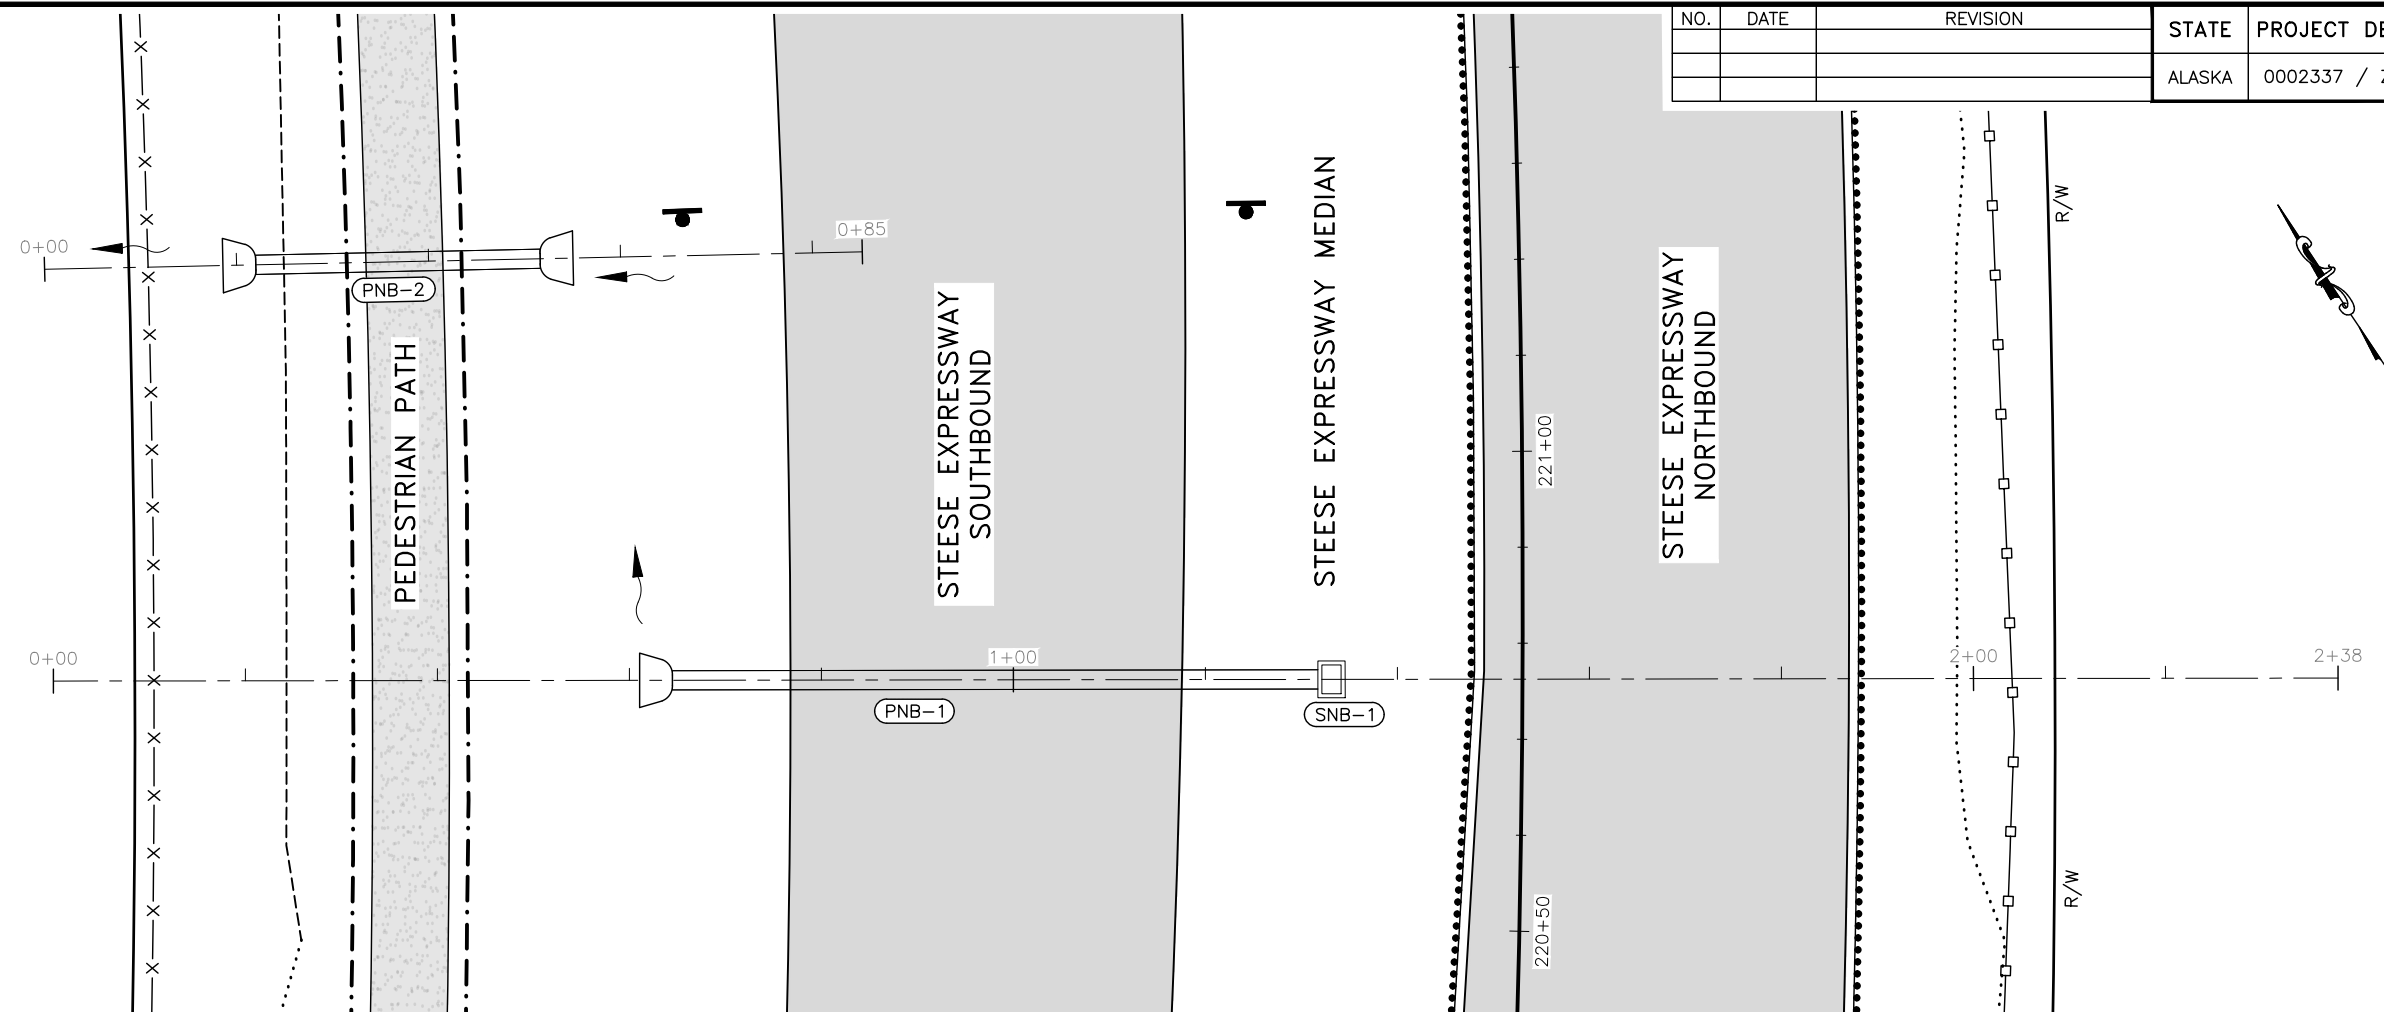 NO. DATE REVISION
STATE PROJECT DE
ALASKA 0002337 /
0+00
0+85
PNB-2
PEDESTRIAN PATH
STEESE EXPRESSWAY
SOUTHBOUND
STEESE EXPRESSWAY MEDIAN
STEESE EXPRESSWAY
NORTHBOUND
R/W
221+00
0+00
1+00
2+00
2+38
PNB-1
SNB-1
220+50
R/W